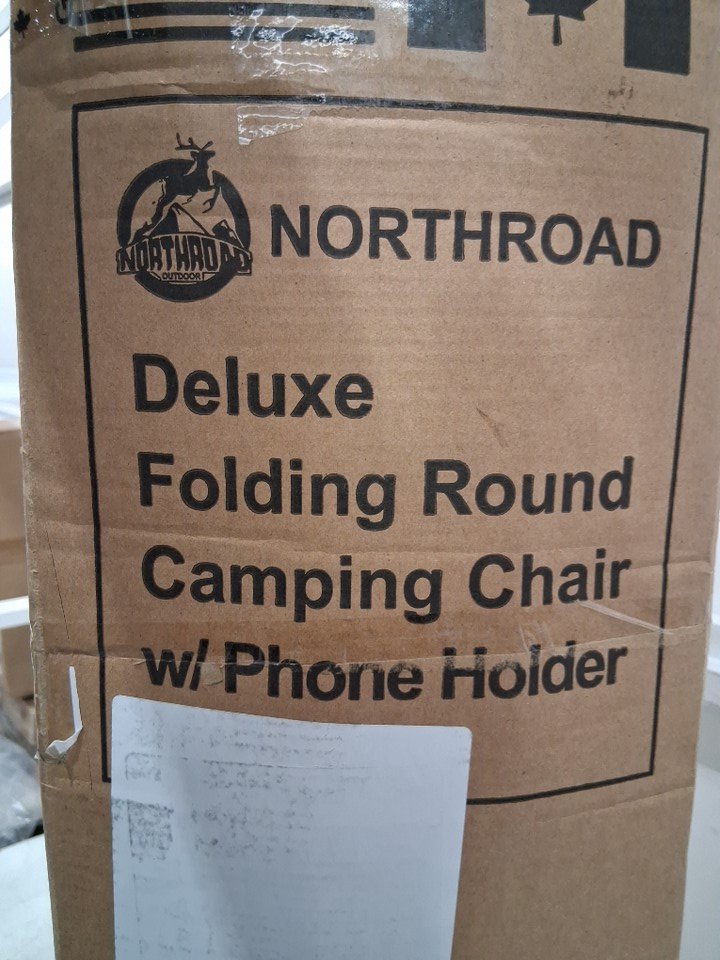 NORTHROAD
OUTDOOR
NORTHROAD
Deluxe
Folding Round
Camping Chair
w/ Phone Holder